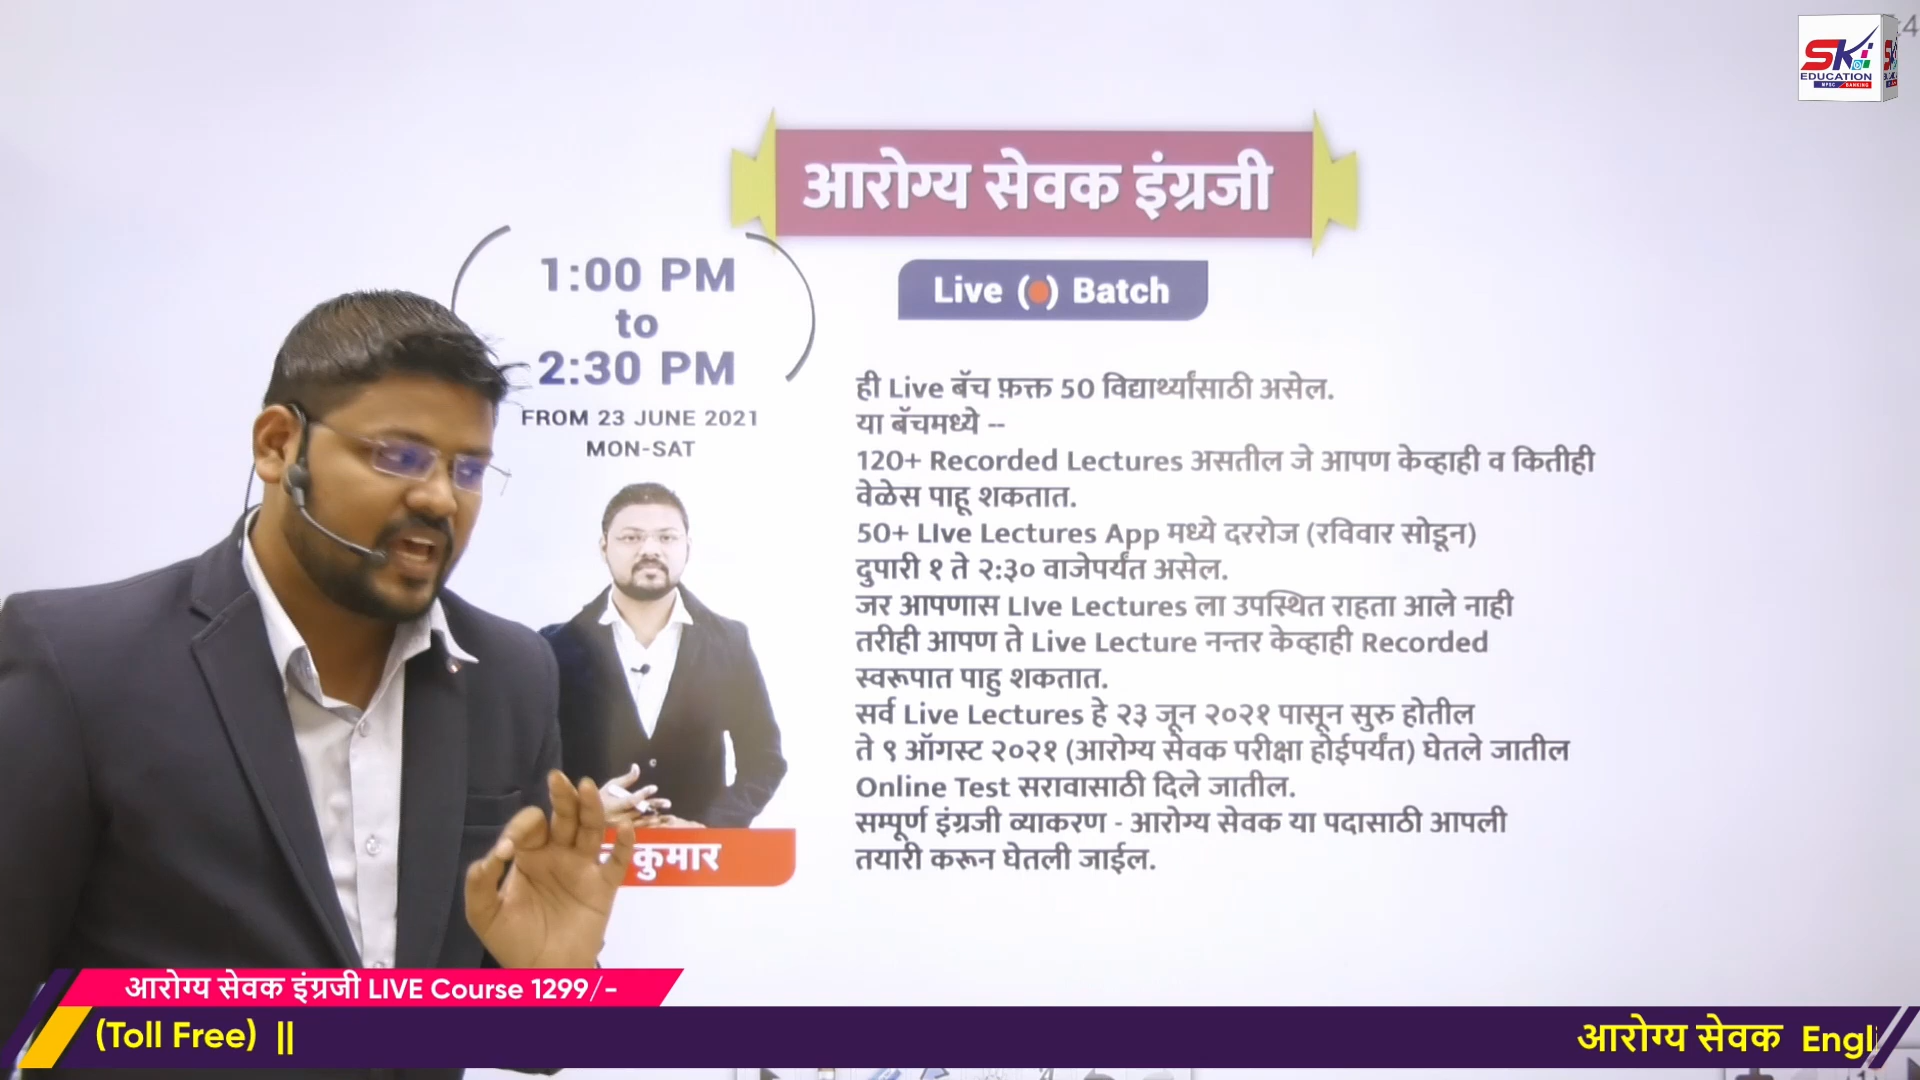 SK
EDUCATION
MPSC BANKING
आरोग्य सेवक इंग्रजी
1:00 PM
to
2:30 PM
FROM 23 JUNE 2021
MON-SAT
Live (●) Batch
ही Live बॅच फ़क्त 50 विद्यार्थ्यांसाठी असेल.
या बॅचमध्ये --
120+ Recorded Lectures असतील जे आपण केव्हाही व कितीही
वेळेस पाहू शकतात.
50+ LIve Lectures App मध्ये दररोज (रविवार सोडून)
दुपारी १ ते २:३० वाजेपर्यंत असेल.
जर आपणास LIve Lectures ला उपस्थित राहता आले नाही
तरीही आपण ते Live Lecture नन्तर केव्हाही Recorded
स्वरूपात पाहु शकतात.
सर्व Live Lectures हे २३ जून २०२१ पासून सुरु होतील
ते ९ ऑगस्ट २०२१ (आरोग्य सेवक परीक्षा होईपर्यंत) घेतले जातील
Online Test सरावासाठी दिले जातील.
सम्पूर्ण इंग्रजी व्याकरण - आरोग्य सेवक या पदासाठी आपली
तयारी करून घेतली जाईल.
कुमार
आरोग्य सेवक इंग्रजी LIVE Course 1299/-
(Toll Free) || आरोग्य सेवक Engl